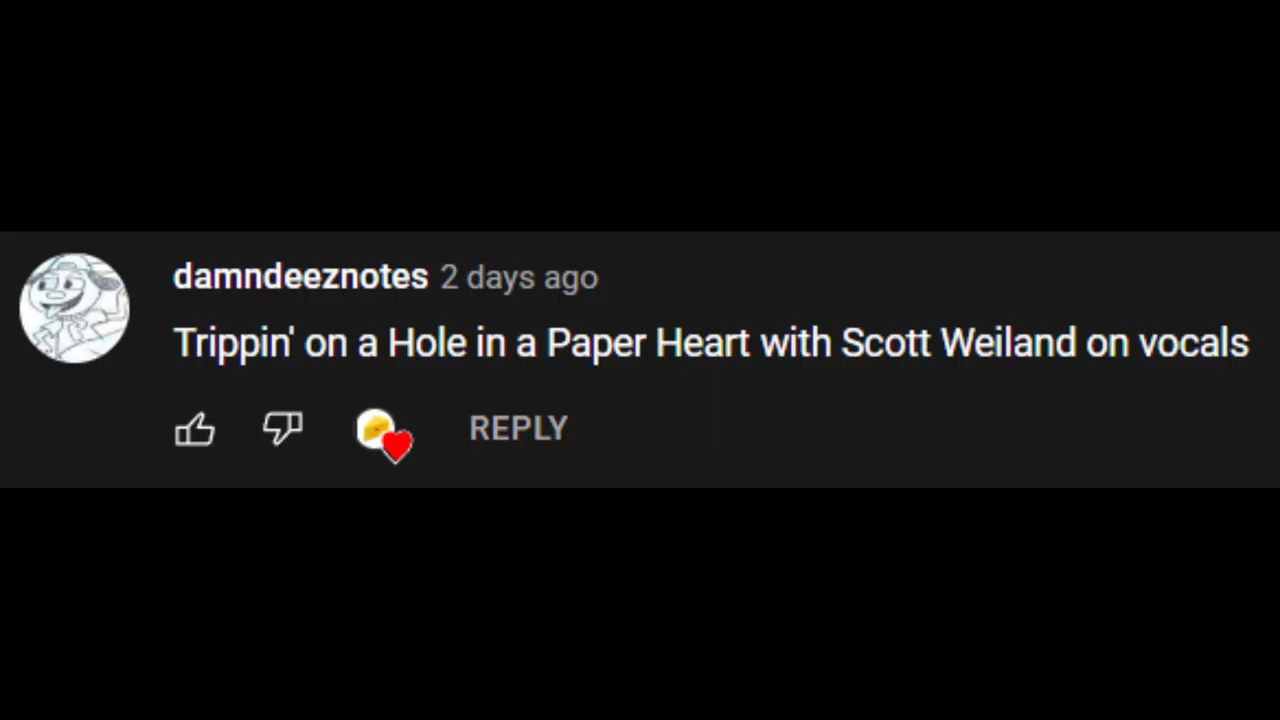 damndeeznotes 2 days ago
Trippin' on a Hole in a Paper Heart with Scott Weiland on vocals
REPLY